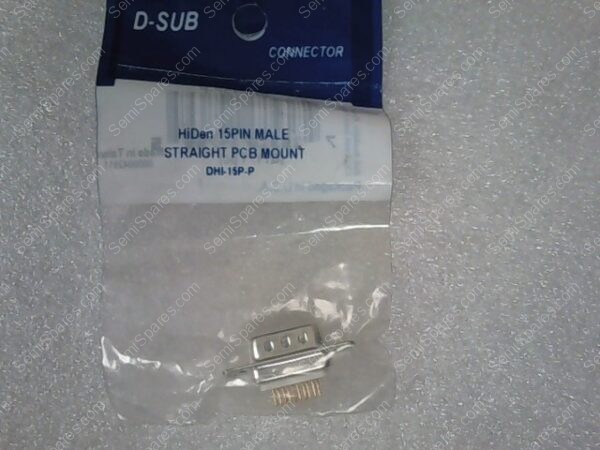 D-SUB
CONNECTOR
HiDen 15PIN MALE
STRAIGHT PCB MOUNT
DHI-15P-P
SemiSpares.com